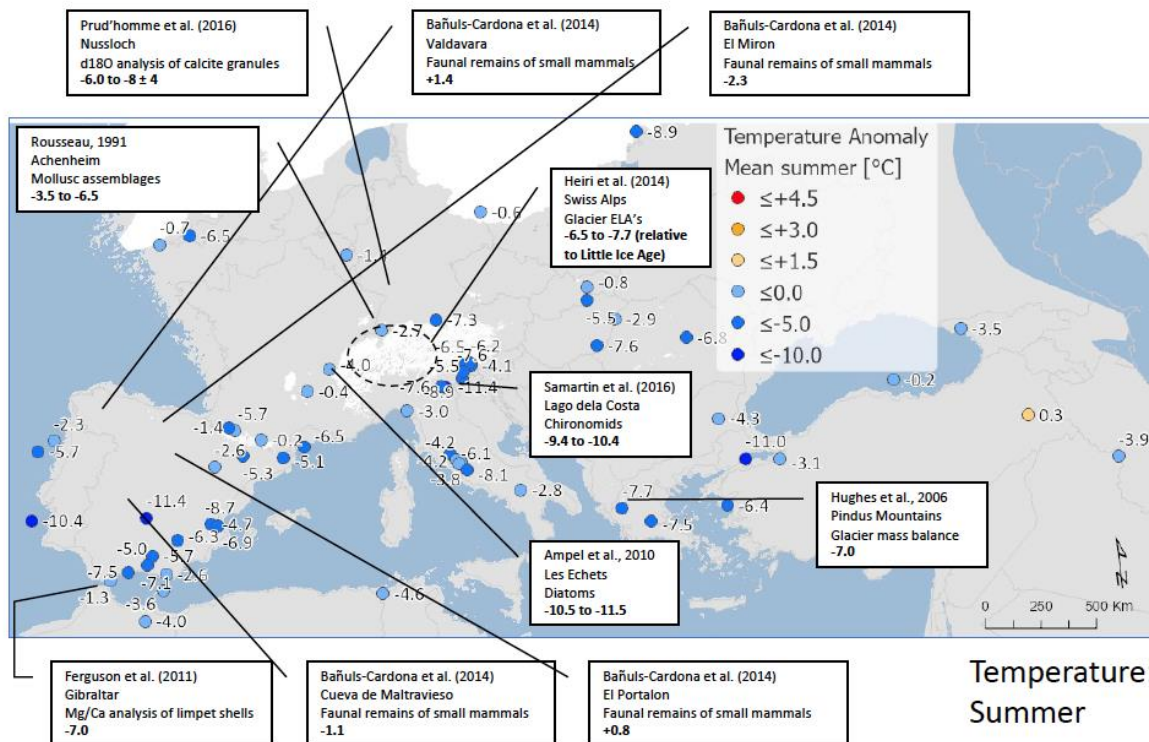 Prud'homme et al. (2016)
Nussloch
d18O analysis of calcite granules
-6.0 to -8 ± 4
Bañuls-Cardona et al. (2014)
Valdavara
Faunal remains of small mammals
+1.4
Bañuls-Cardona et al. (2014)
El Miron
Faunal remains of small mammals
-2.3
Rousseau, 1991
Achenheim
Mollusc assemblages
-3.5 to -6.5
Heiri et al. (2014)
Swiss Alps
Glacier ELA's
-6.5 to -7.7 (relative
to Little Ice Age)
Temperature Anomaly
Mean summer [°C]
≤+4.5
≤+3.0
≤+1.5
≤0.0
≤-5.0
≤-10.0
-8.9
-0.6
-0.7
-6.5
-0.8
-5.5
-2.9
-7.6
-6.8
-7.3
-2.7
-6.5
-6.2
-7.6
-5.5
-4.1
-7.6
-8.9
-11.4
-4.0
-0.4
-3.0
-3.5
-0.2
0.3
-3.9
-4.3
-11.0
-3.1
-2.3
-5.7
-5.7
-1.4
-0.2
-6.5
-2.6
-5.3
-5.1
-4.2
-4.2
-6.1
-3.8
-8.1
-2.8
-7.7
-6.4
-7.5
-10.4
-11.4
-8.7
-4.7
-6.3
-6.9
-5.0
-5.7
-7.5
-7.1
-2.6
-1.3
-3.6
-4.0
-4.6
Samartin et al. (2016)
Lago dela Costa
Chironomids
-9.4 to -10.4
Hughes et al., 2006
Pindus Mountains
Glacier mass balance
-7.0
Ampel et al., 2010
Les Echets
Diatoms
-10.5 to -11.5
0 250 500 Km
Ferguson et al. (2011)
Gibraltar
Mg/Ca analysis of limpet shells
-7.0
Bañuls-Cardona et al. (2014)
Cueva de Maltravieso
Faunal remains of small mammals
-1.1
Bañuls-Cardona et al. (2014)
El Portalon
Faunal remains of small mammals
+0.8
Temperature
Summer